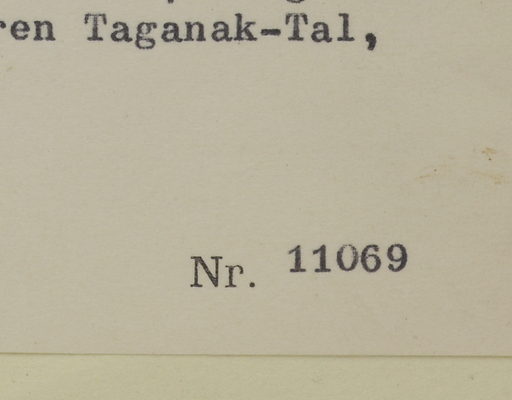 ren Taganak-Tal,
Nr. 11069